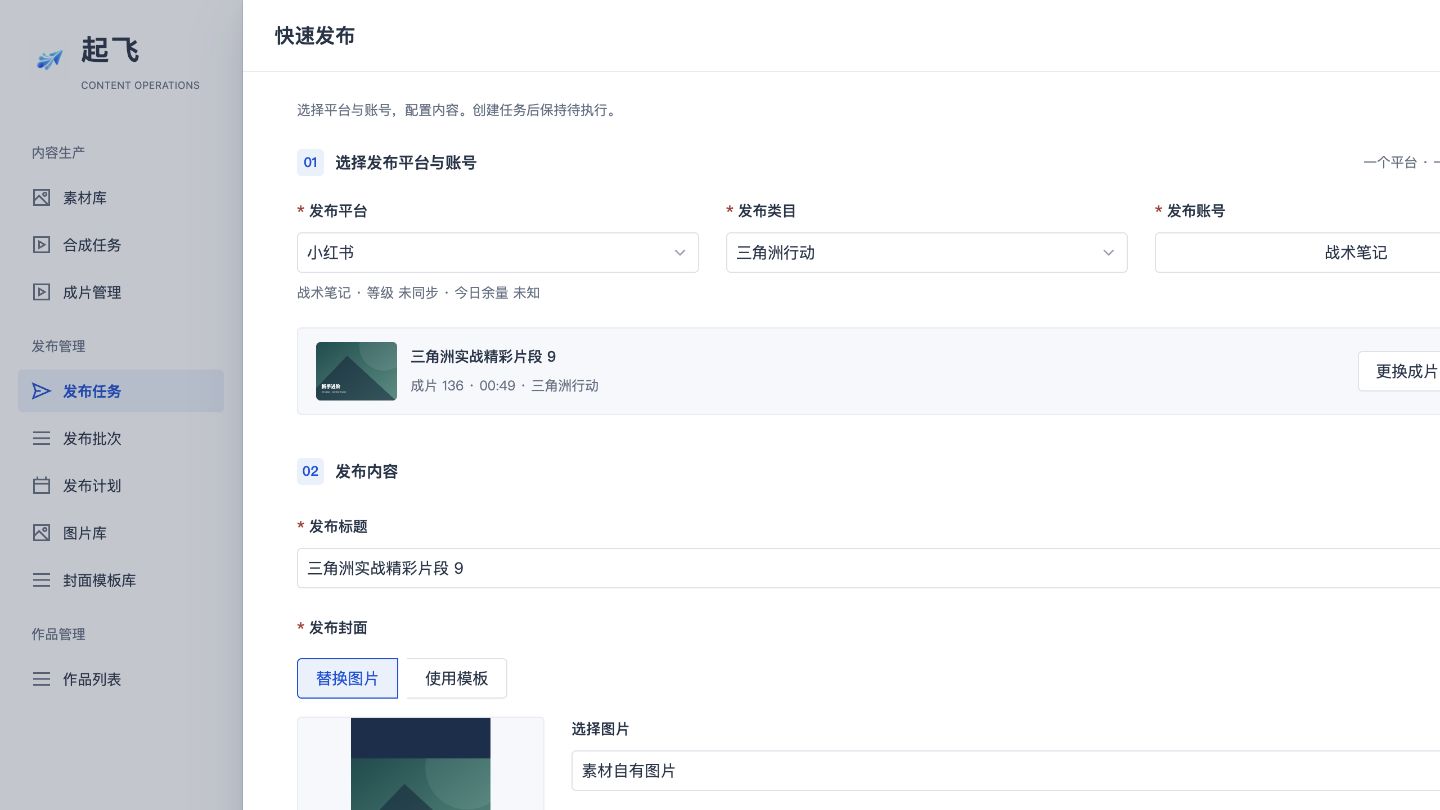 起飞
CONTENT OPERATIONS
内容生产
素材库
合成任务
成片管理
发布管理
发布任务
发布批次
发布计划
图片库
封面模板库
作品管理
作品列表
快速发布
选择平台与账号，配置内容。创建任务后保持待执行。
01 选择发布平台与账号
一个平台 ·
* 发布平台
* 发布类目
* 发布账号
小红书
三角洲行动
战术笔记
战术笔记 · 等级 未同步 · 今日余量 未知
三角洲实战精彩片段 9
成片 136 · 00:49 · 三角洲行动
更换成片
02 发布内容
* 发布标题
三角洲实战精彩片段 9
* 发布封面
替换图片
使用模板
选择图片
素材自有图片